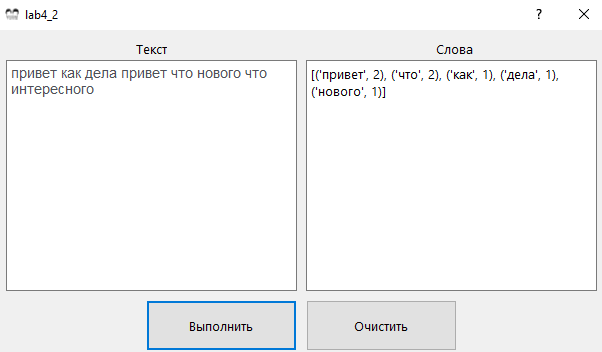 lab4_2
?
Текст
Слова
привет как дела привет что нового что
интересного
[('привет', 2), ('что', 2), ('как', 1), ('дела', 1),
('нового', 1)]
Выполнить
Очистить